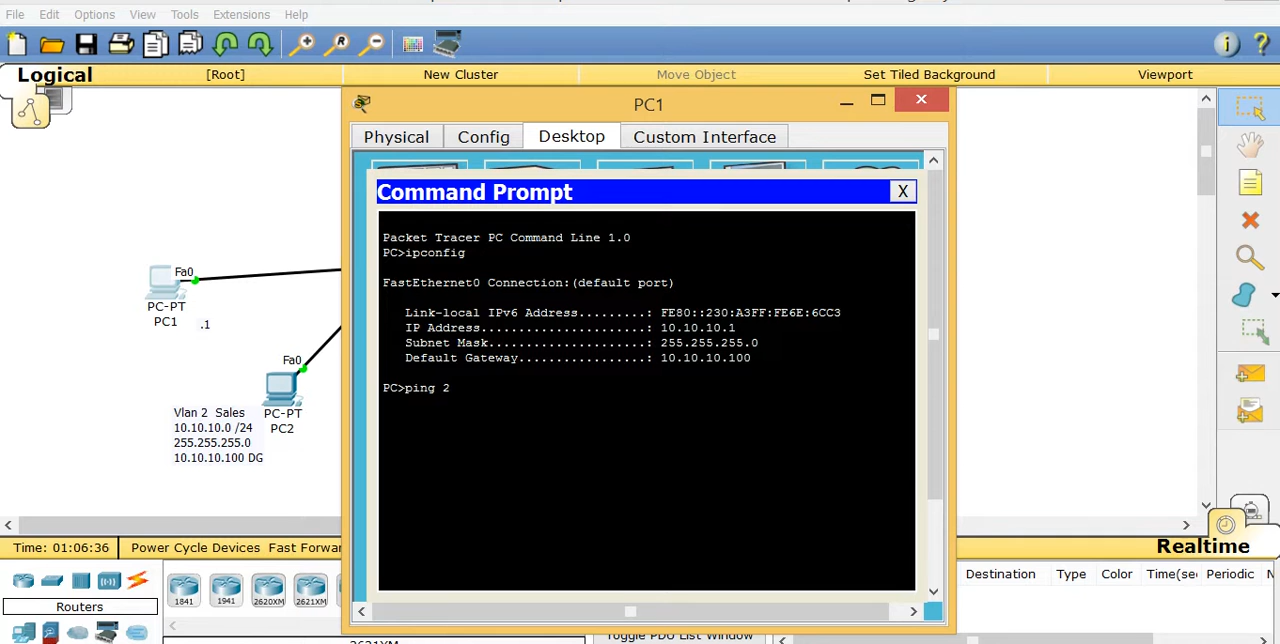 File Edit Options View Tools Extensions Help
Logical [Root] New Cluster Move Object Set Tiled Background Viewport
PC1
Physical Config Desktop Custom Interface
Command Prompt X
Packet Tracer PC Command Line 1.0
PC>ipconfig
FastEthernet0 Connection:(default port)
Link-local IPv6 Address.........: FE80::230:A3FF:FE6E:6CC3
IP Address......................: 10.10.10.1
Subnet Mask.....................: 255.255.255.0
Default Gateway.................: 10.10.10.100
PC>ping 2
Fa0
PC-PT
PC1
.1
Fa0
PC-PT
PC2
Vlan 2 Sales
10.10.10.0 /24
255.255.255.0
10.10.10.100 DG
Time: 01:06:36 Power Cycle Devices Fast Forwar
Realtime
Routers
1841 1941 2620XM 2621XM
2621XM
Toggle PDU List Window
Destination Type Color Time(sec Periodic N